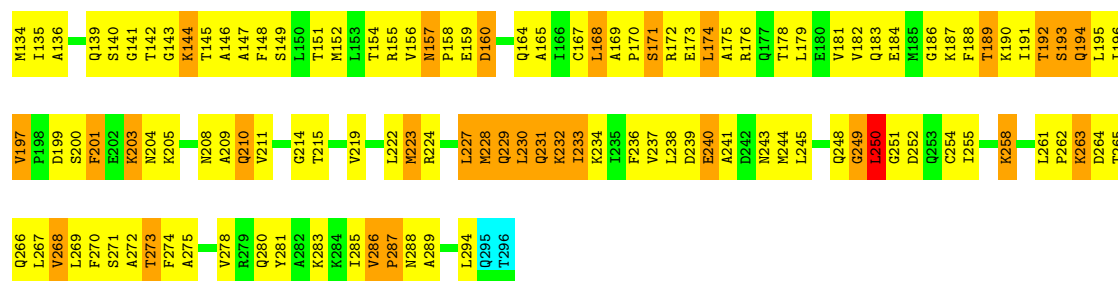 M134 I135 A136 Q139 S140 G141 T142 G143 K144 T145 A146 A147 F148 S149 L150 T151 M152 L153 T154 R155 V156 N157 P158 E159 D160 Q164 A165 I166 C167 L168 A169 P170 S171 R172 E173 L174 A175 R176 Q177 T178 L179 E180 V181 V182 Q183 E184 M185 G186 K187 F188 T189 K190 I191 T192 S193 Q194 L195
V197 P198 D199 S200 F201 E202 K203 N204 K205 N208 A209 Q210 V211 G214 T215 V219 L222 M223 R224 L227 M228 Q229 L230 Q231 K232 I233 K234 I235 F236 V237 L238 D239 E240 A241 D242 N243 M244 L245 Q248 G249 L250 G251 D252 Q253 C254 I255 K258 L261 P262 K263 D264
Q266 L267 V268 L269 F270 S271 A272 T273 F274 A275 V278 R279 Q280 Y281 A282 K283 K284 I285 V286 P287 N288 A289 L294 Q295 T296